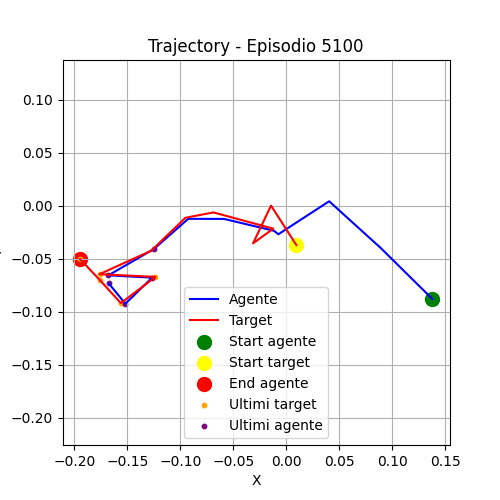 Trajectory - Episodio 5100
0.10
0.05
0.00
−0.05
−0.10
−0.15
−0.20
Agente
Target
Start agente
Start target
End agente
Ultimi target
Ultimi agente
−0.20 −0.15 −0.10 −0.05 0.00 0.05 0.10 0.15
X